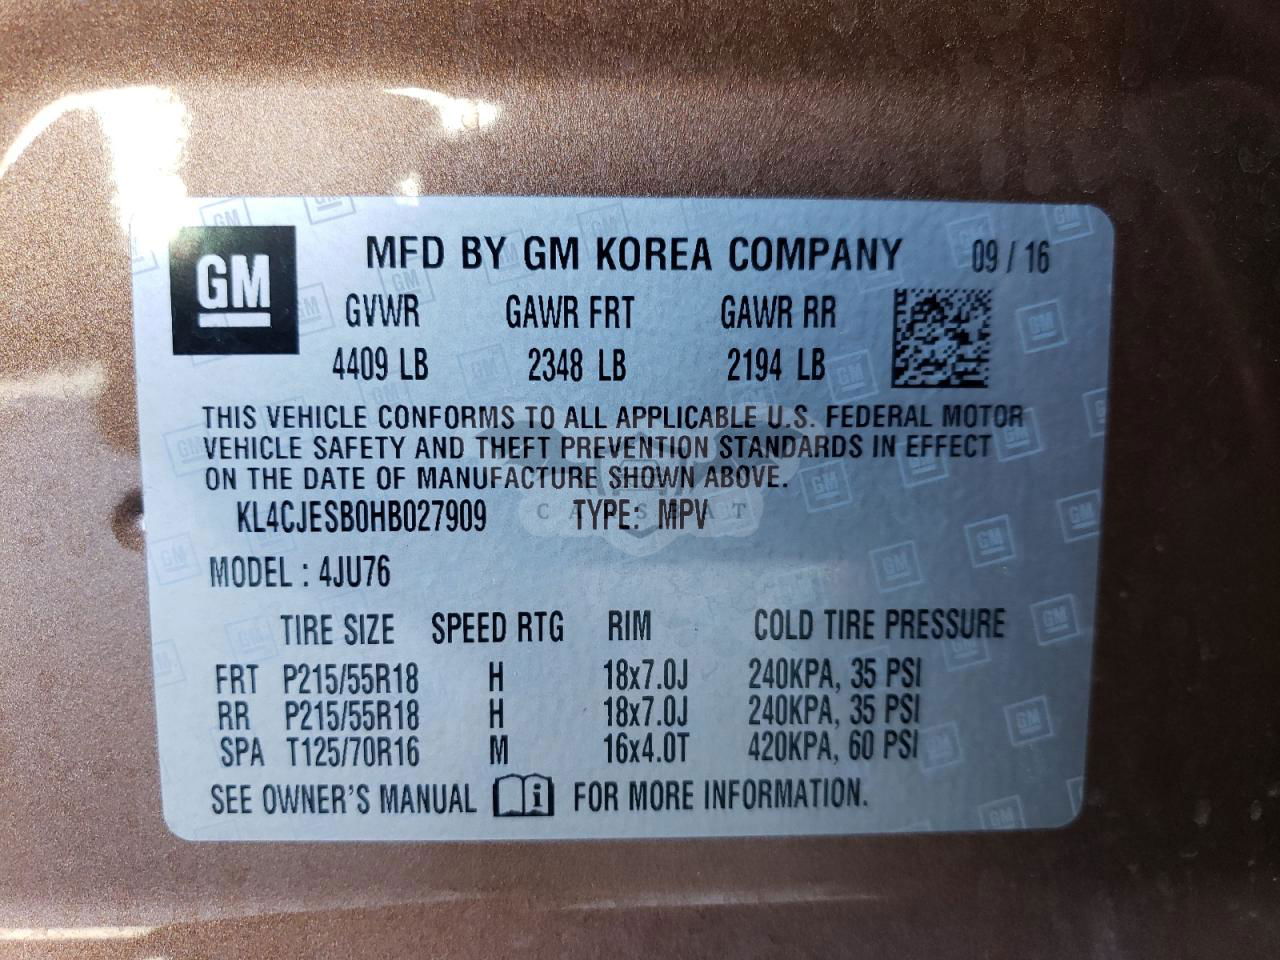 GM
MFD BY GM KOREA COMPANY 09 / 16
GVWR GAWR FRT GAWR RR
4409 LB 2348 LB 2194 LB
THIS VEHICLE CONFORMS TO ALL APPLICABLE U.S. FEDERAL MOTOR
VEHICLE SAFETY AND THEFT PREVENTION STANDARDS IN EFFECT
ON THE DATE OF MANUFACTURE SHOWN ABOVE.
KL4CJESB0HB027909 TYPE: MPV
MODEL : 4JU76
TIRE SIZE SPEED RTG RIM COLD TIRE PRESSURE
FRT P215/55R18 H 18x7.0J 240KPA, 35 PSI
RR P215/55R18 H 18x7.0J 240KPA, 35 PSI
SPA T125/70R16 M 16x4.0T 420KPA, 60 PSI
SEE OWNER'S MANUAL i FOR MORE INFORMATION.